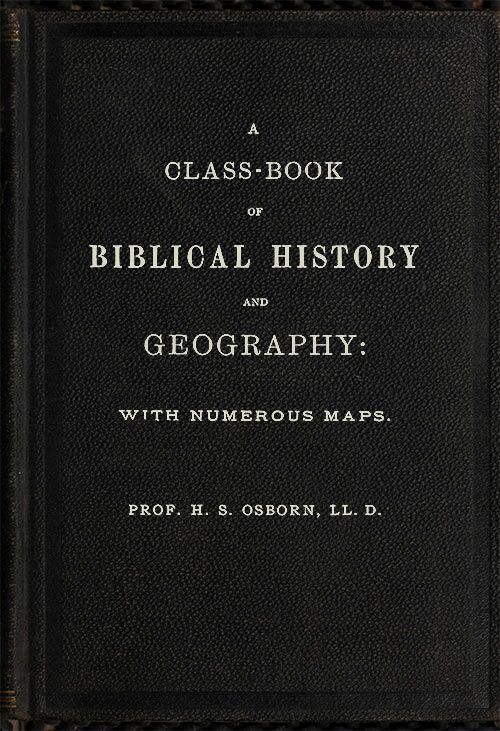 A
CLASS-BOOK
OF
BIBLICAL HISTORY
AND
GEOGRAPHY:
WITH NUMEROUS MAPS.
PROF. H. S. OSBORN, LL. D.